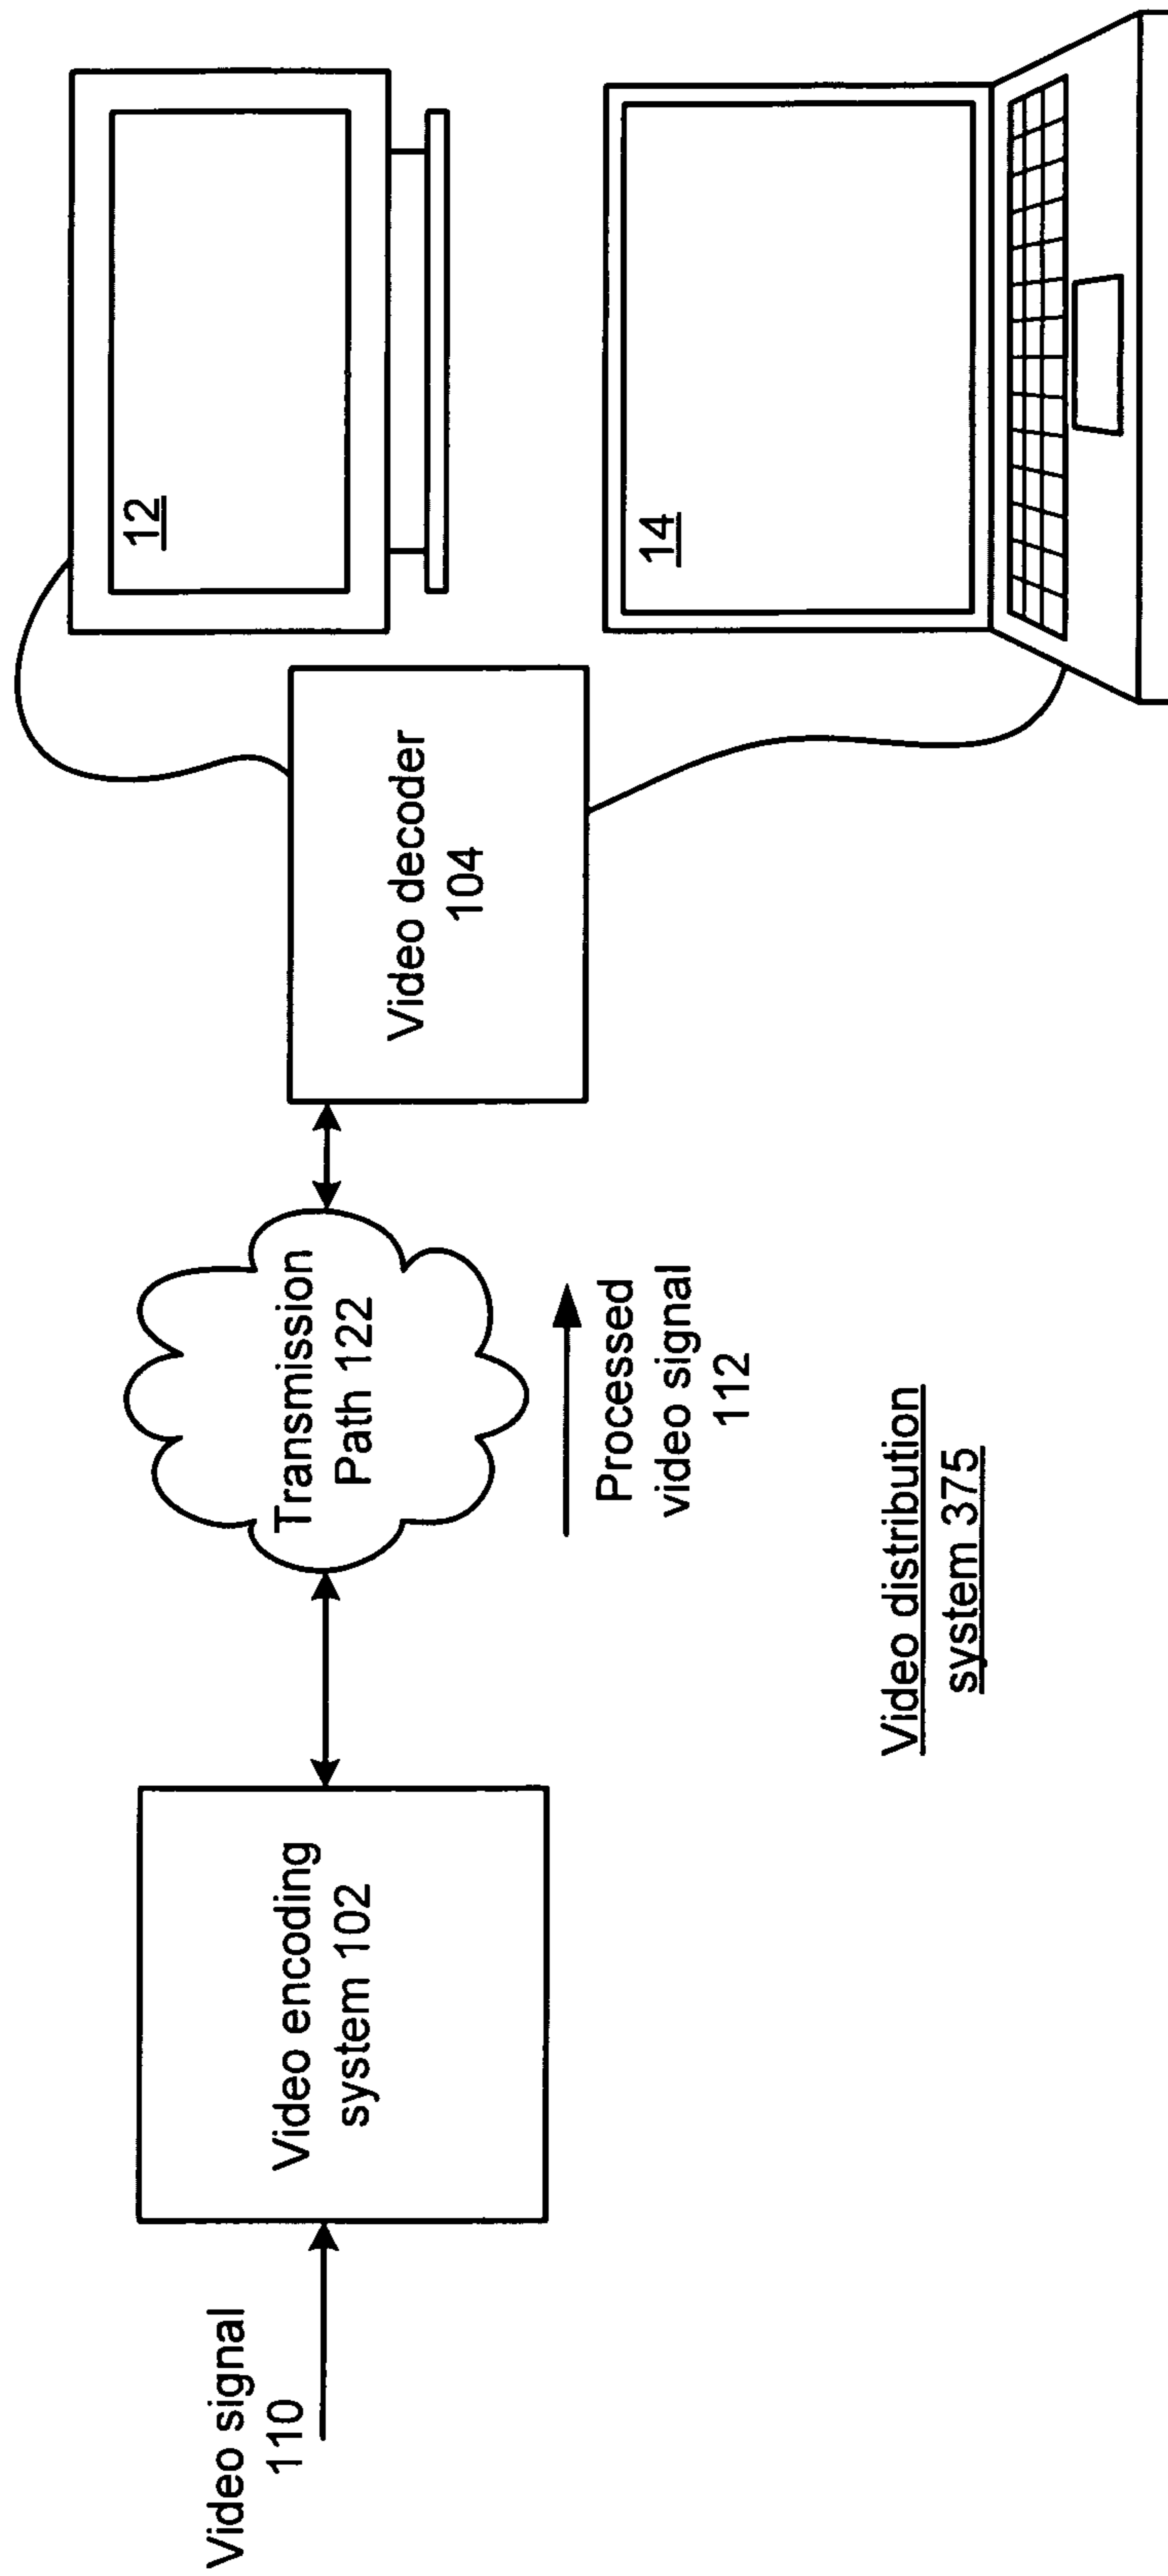 Video signal
110
Video encoding
system 102
Transmission
Path 122
Processed
video signal
112
Video decoder
104
12
14
Video distribution
system 375